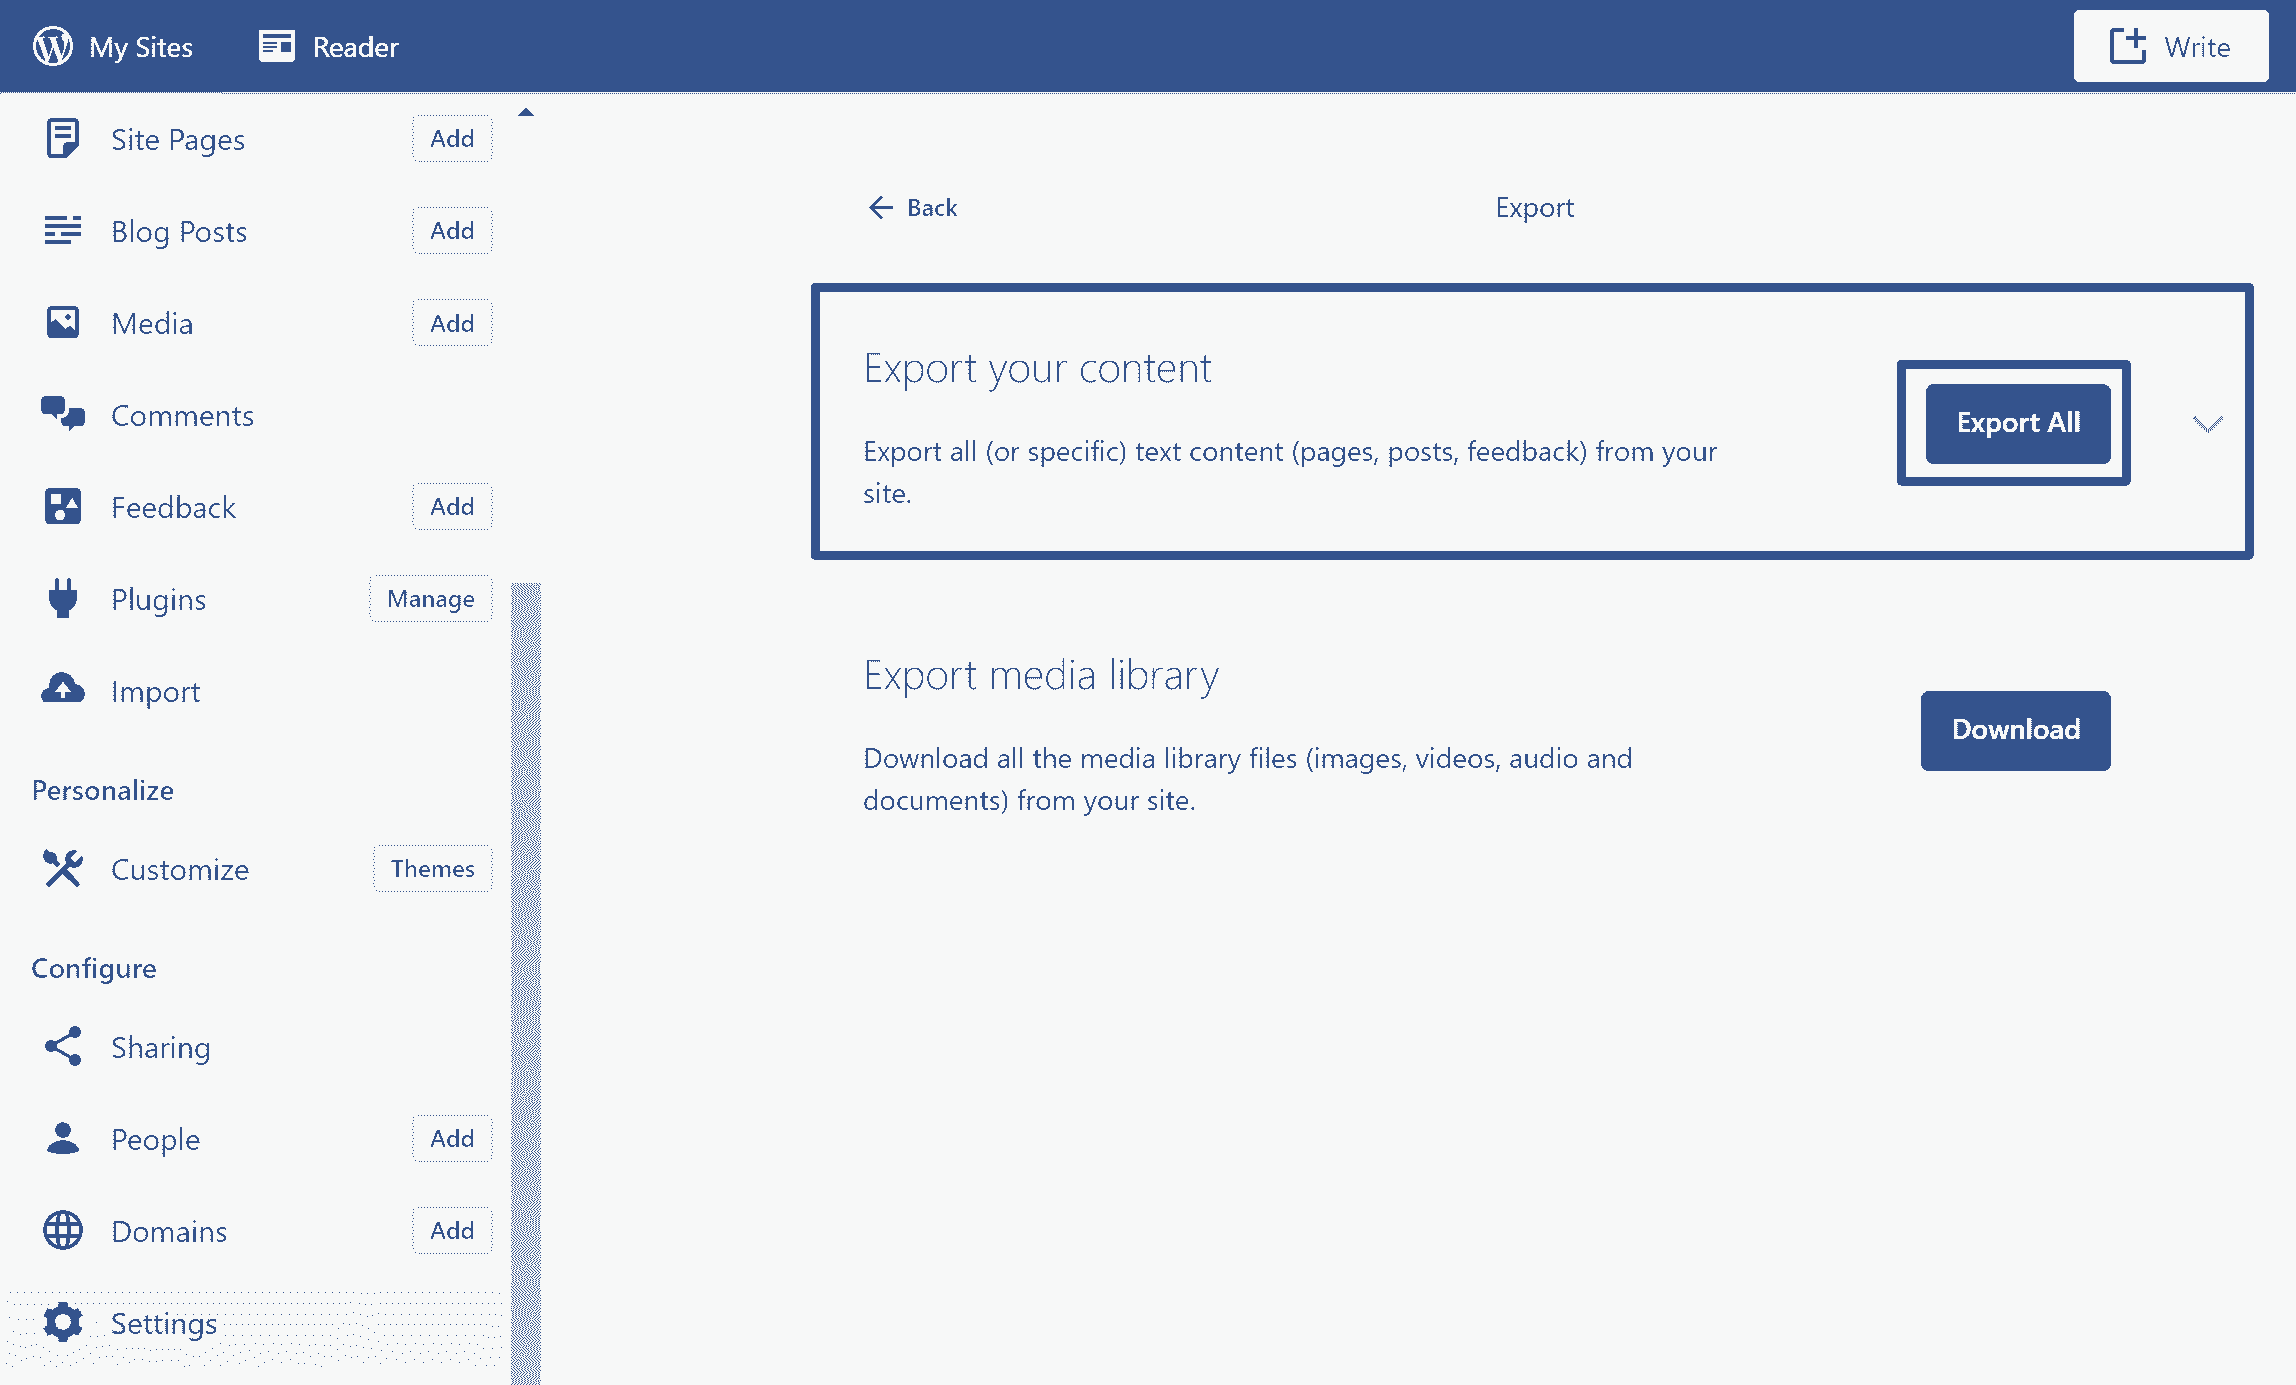 My Sites
Reader
Write
Site Pages
Add
Blog Posts
Add
Media
Add
Comments
Feedback
Add
Plugins
Manage
Import
Personalize
Customize
Themes
Configure
Sharing
People
Add
Domains
Add
Settings
Back
Export
Export your content
Export all (or specific) text content (pages, posts, feedback) from your
site.
Export All
Export media library
Download all the media library files (images, videos, audio and
documents) from your site.
Download